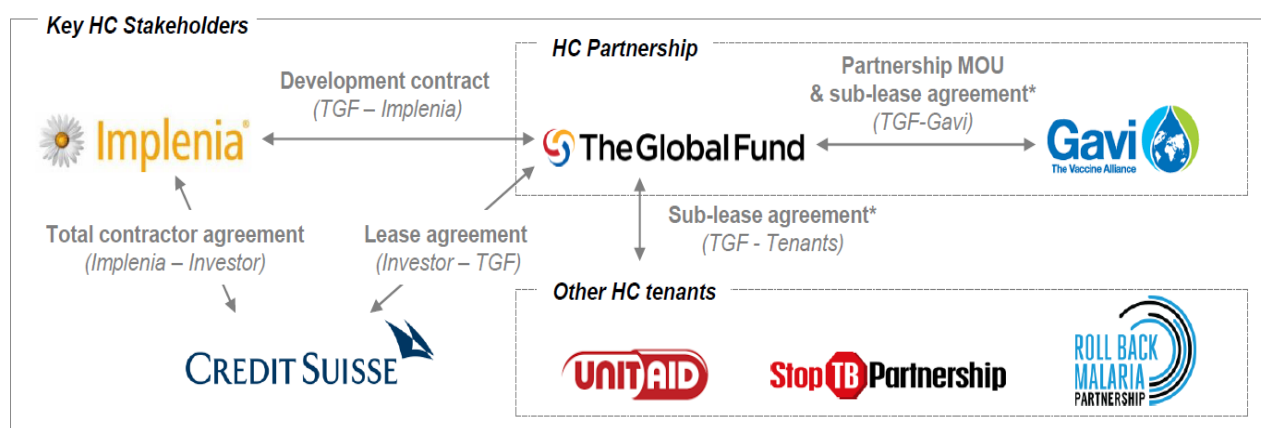 Key HC Stakeholders
HC Partnership
Development contract
(TGF – Implenia)
Partnership MOU
& sub-lease agreement*
(TGF-Gavi)
Implenia®
The Global Fund
Gavi
The Vaccine Alliance
Total contractor agreement
(Implenia – Investor)
Lease agreement
(Investor – TGF)
Sub-lease agreement*
(TGF - Tenants)
Other HC tenants
CREDIT SUISSE
UNITAID
Stop TB Partnership
ROLL BACK
MALARIA
PARTNERSHIP